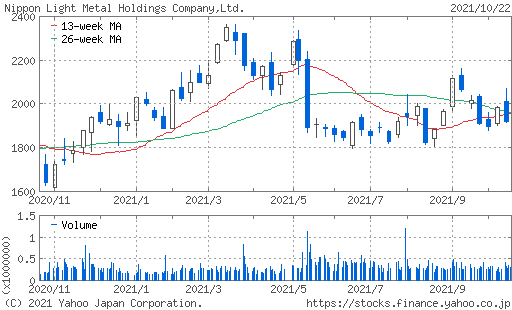 Nippon Light Metal Holdings Company,Ltd. 2021/10/22
2400
13-week MA
26-week MA
2200
2000
1800
1600
2020/11 2021/1 2021/3 2021/5 2021/7 2021/9
1.5
Volume
1
0.5
0
(x1000000)
2020/11 2021/1 2021/3 2021/5 2021/7 2021/9
(C) 2021 Yahoo Japan Corporation. https://stocks.finance.yahoo.co.jp/